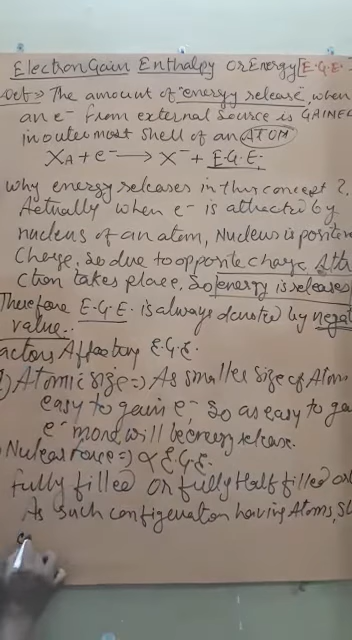 Electron Gain Enthalpy or Energy [E.G.E.]
Def => The amount of "energy release", when
an e- from external source is GAINED
in outer most shell of an ATOM
XA + e- → X- + E.G.E.
why energy releases in this concept ?
Actually when e- is attracted by
nucleus of an atom, Nucleus is positive
Charge, so due to opposite charge Attra
ction takes place, so energy is releases
Therefore E.G.E. is always denoted by negat
value..
actors Affecting E.G.E.
1) Atomic size => As smaller size of Atom
easy to gain e-, so as easy to ga
e- more will be energy release.
Nuclear Force => ∝ E.G.E.
fully filled or fully Half filled or
As such configuration having Atoms, st